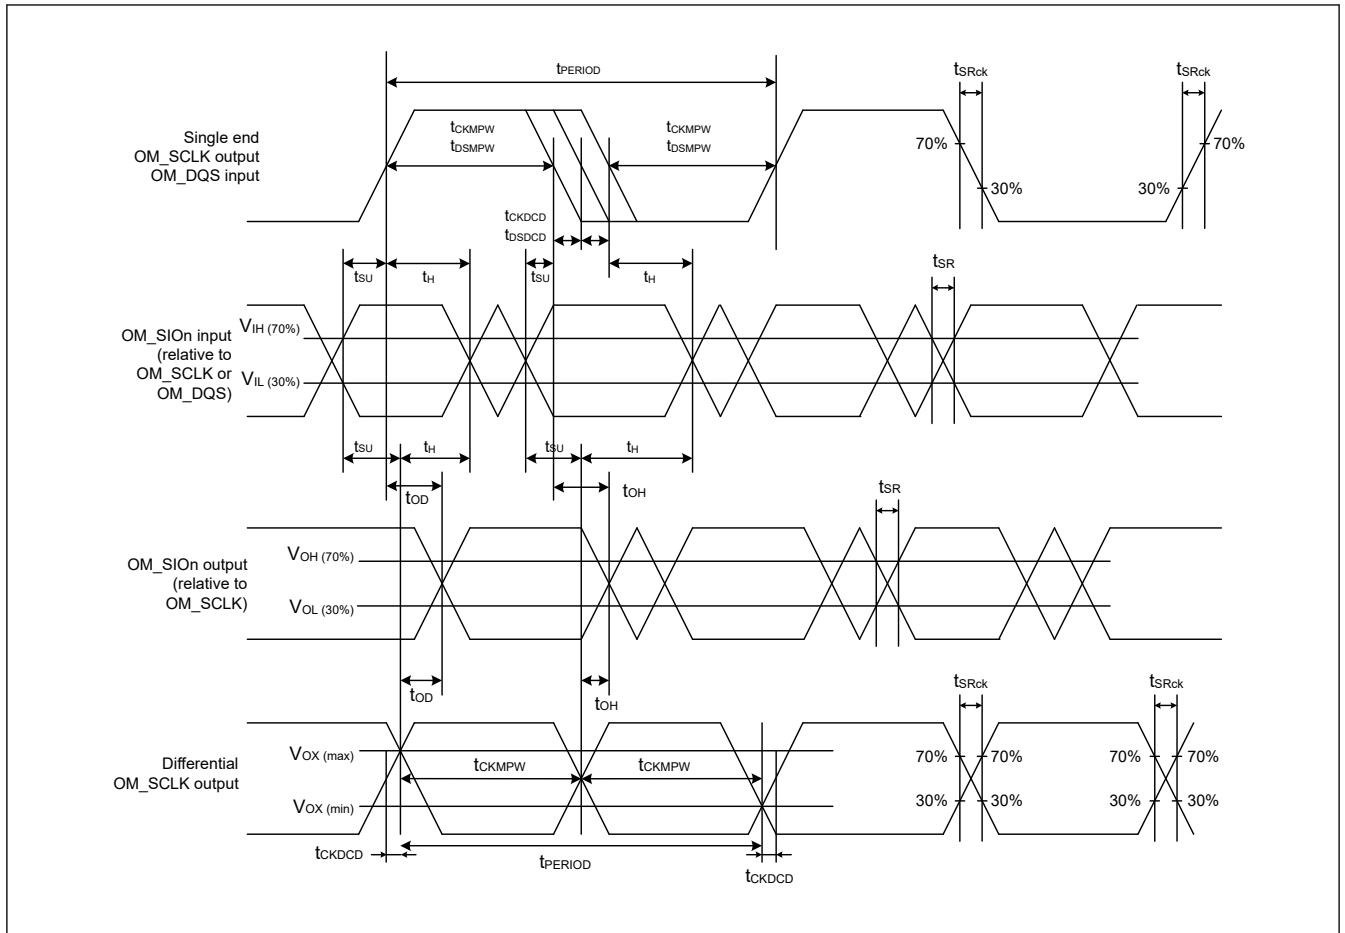 tPERIOD
tSRck
tSRck
Single end
OM_SCLK output
OM_DQS input
tCKMPW
tDSMPW
tCKMPW
tDSMPW
70%
30%
30%
70%
tCKDCD
tDSDCD
tSU
tH
tSU
tH
tSR
OM_SIOn input
(relative to
OM_SCLK or
OM_DQS)
VIH (70%)
VIL (30%)
tSU
tH
tSU
tH
tOD
tOH
tSR
OM_SIOn output
(relative to
OM_SCLK)
VOH (70%)
VOL (30%)
tOD
tOH
tSRck
tSRck
Differential
OM_SCLK output
VOX (max)
VOX (min)
tCKMPW
tCKMPW
70%
70%
70%
70%
30%
30%
30%
30%
tCKDCD
tPERIOD
tCKDCD